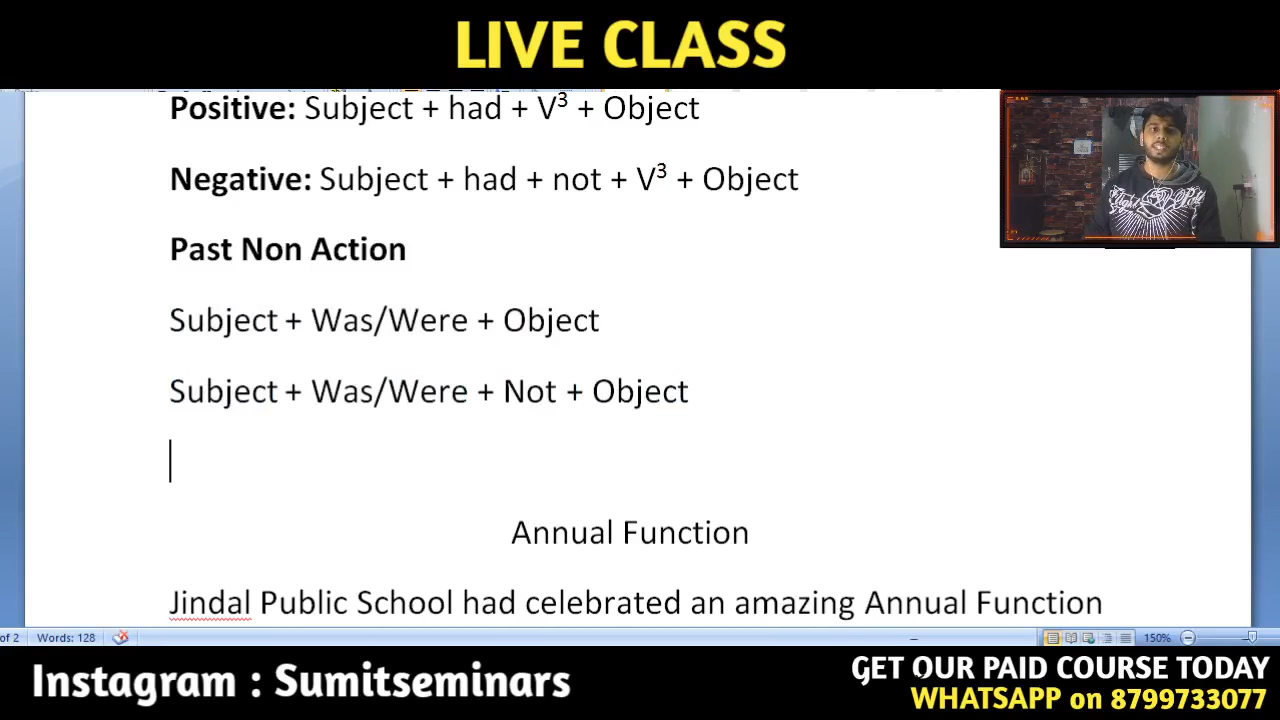 LIVE CLASS
Positive: Subject + had + V³ + Object
Negative: Subject + had + not + V³ + Object
Past Non Action
Subject + Was/Were + Object
Subject + Was/Were + Not + Object
Annual Function
Jindal Public School had celebrated an amazing Annual Function
of 2 Words: 128 150%
Instagram : Sumitseminars
GET OUR PAID COURSE TODAY
WHATSAPP on 8799733077